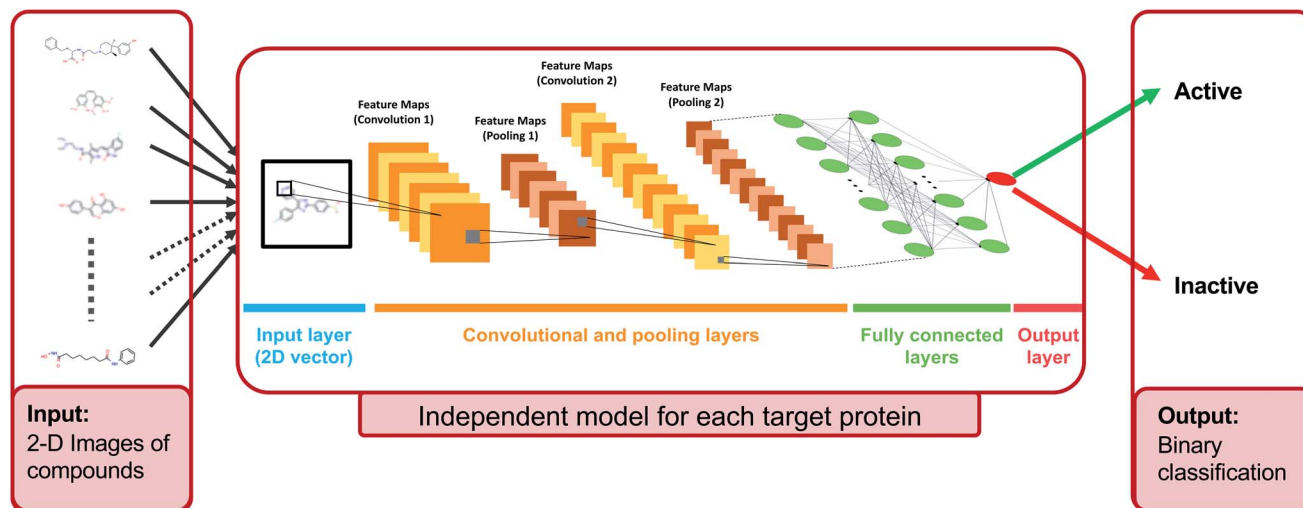 Input:
2-D Images of
compounds
Feature Maps
(Convolution 1)
Feature Maps
(Pooling 1)
Feature Maps
(Convolution 2)
Feature Maps
(Pooling 2)
Input layer
(2D vector)
Convolutional and pooling layers
Fully connected
layers
Output
layer
Independent model for each target protein
Active
Inactive
Output:
Binary
classification